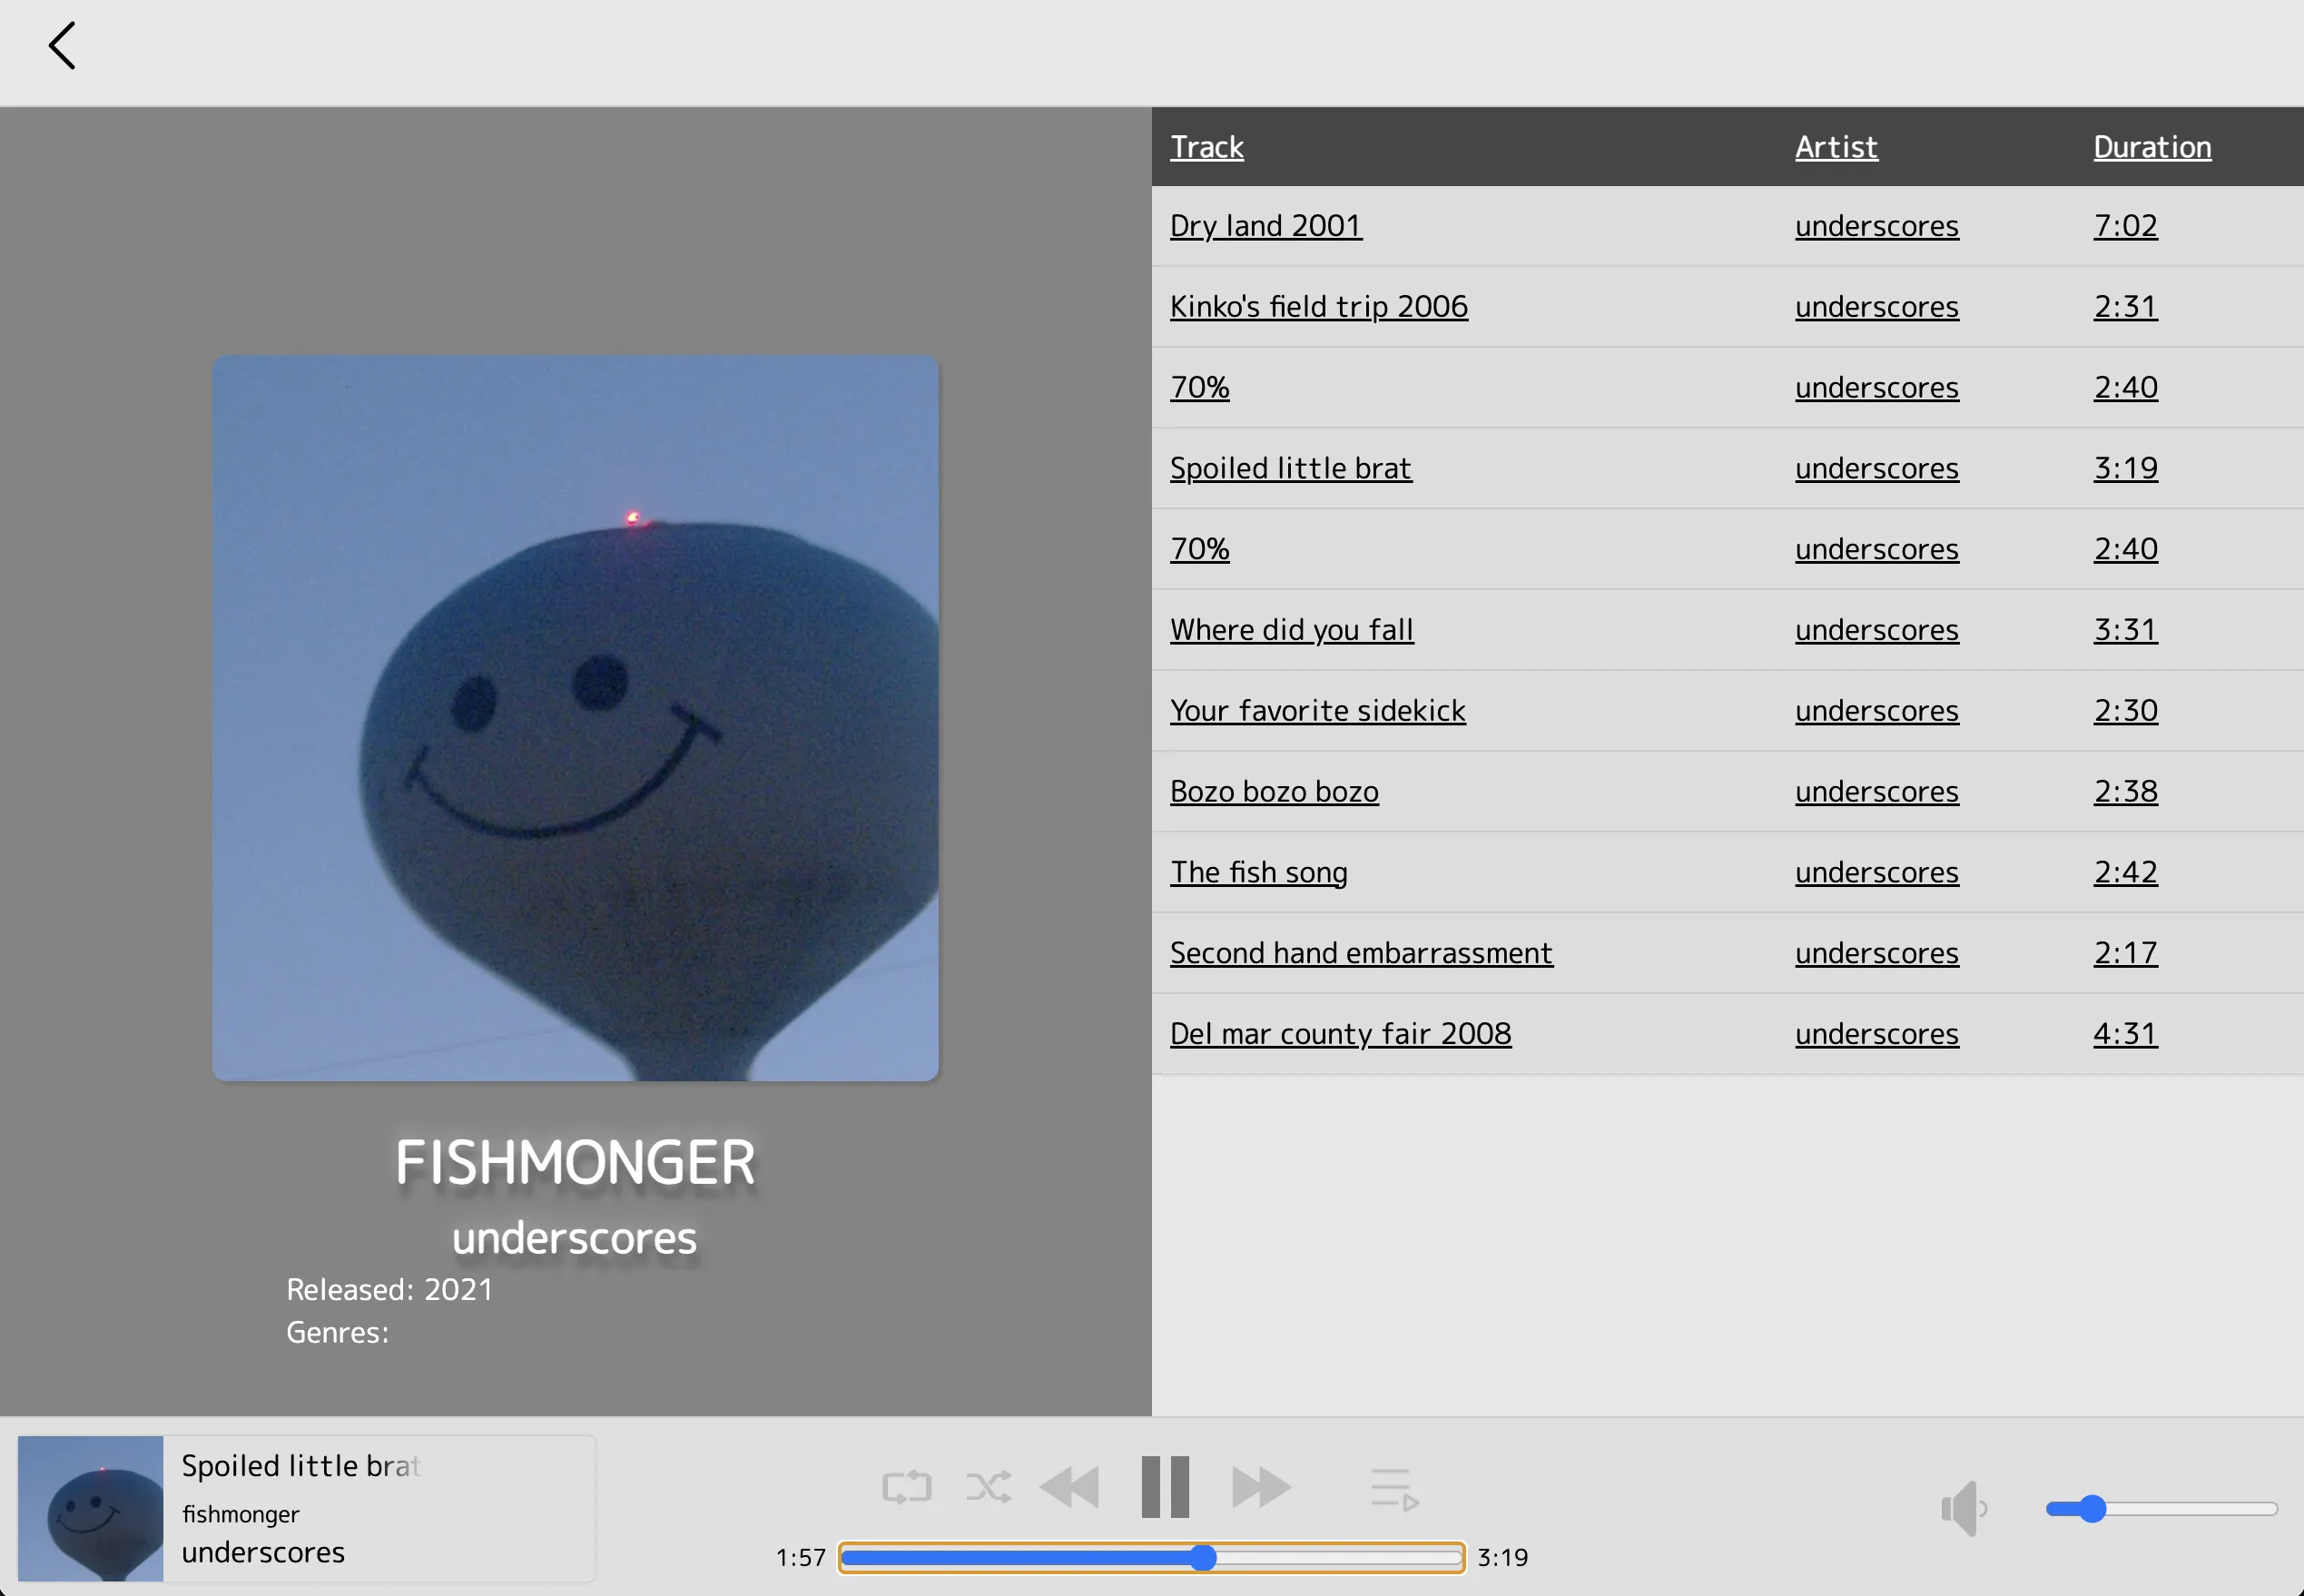 Track Artist Duration
Dry land 2001 underscores 7:02
Kinko's field trip 2006 underscores 2:31
70% underscores 2:40
Spoiled little brat underscores 3:19
70% underscores 2:40
Where did you fall underscores 3:31
Your favorite sidekick underscores 2:30
Bozo bozo bozo underscores 2:38
The fish song underscores 2:42
Second hand embarrassment underscores 2:17
Del mar county fair 2008 underscores 4:31
FISHMONGER
underscores
Released: 2021
Genres:
Spoiled little brat
fishmonger
underscores
1:57 3:19